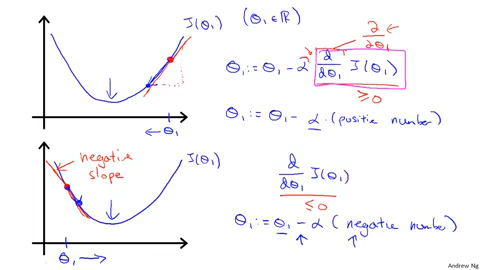 J(θ₁) (θ₁ ∈ ℝ)
∂/∂θ₁
θ₁ := θ₁ - α d/dθ₁ J(θ₁)
≥ 0
θ₁ := θ₁ - α · (positive number)
← θ₁
negative slope
J(θ₁)
d/dθ₁ J(θ₁)
≤ 0
θ₁ := θ₁ - α (negative number)
θ₁ →
Andrew Ng